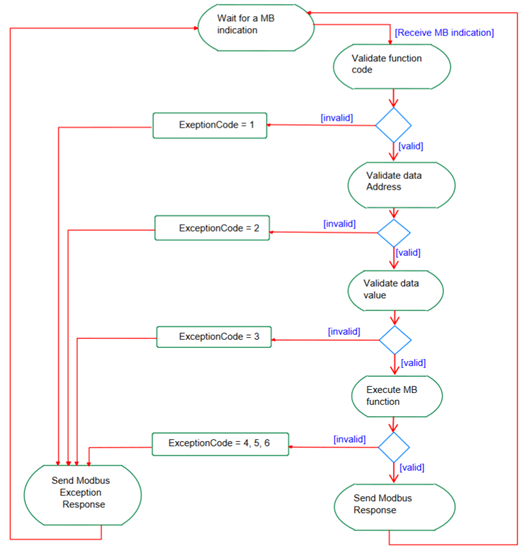 Wait for a MB
indication
[Receive MB indication]
Validate function
code
ExeptionCode = 1
[invalid]
[valid]
Validate data
Address
ExceptionCode = 2
[invalid]
[valid]
Validate data
value
ExceptionCode = 3
[invalid]
[valid]
Execute MB
function
ExceptionCode = 4, 5, 6
[invalid]
[valid]
Send Modbus
Exception
Response
Send Modbus
Response